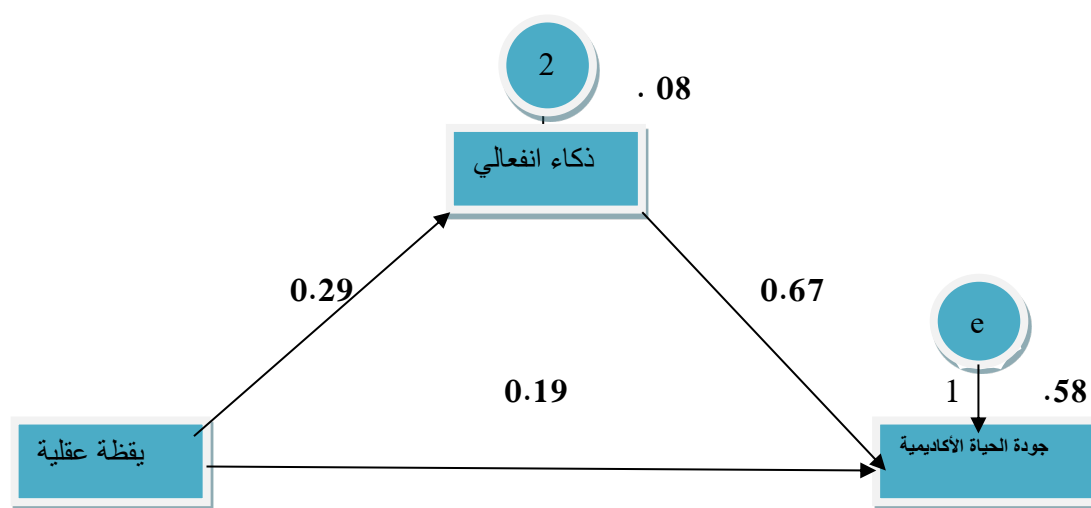 2
. 08
ذكاء انفعالي
0.29
0.67
e
0.19
1
.58
يقظة عقلية
جودة الحياة الأكاديمية